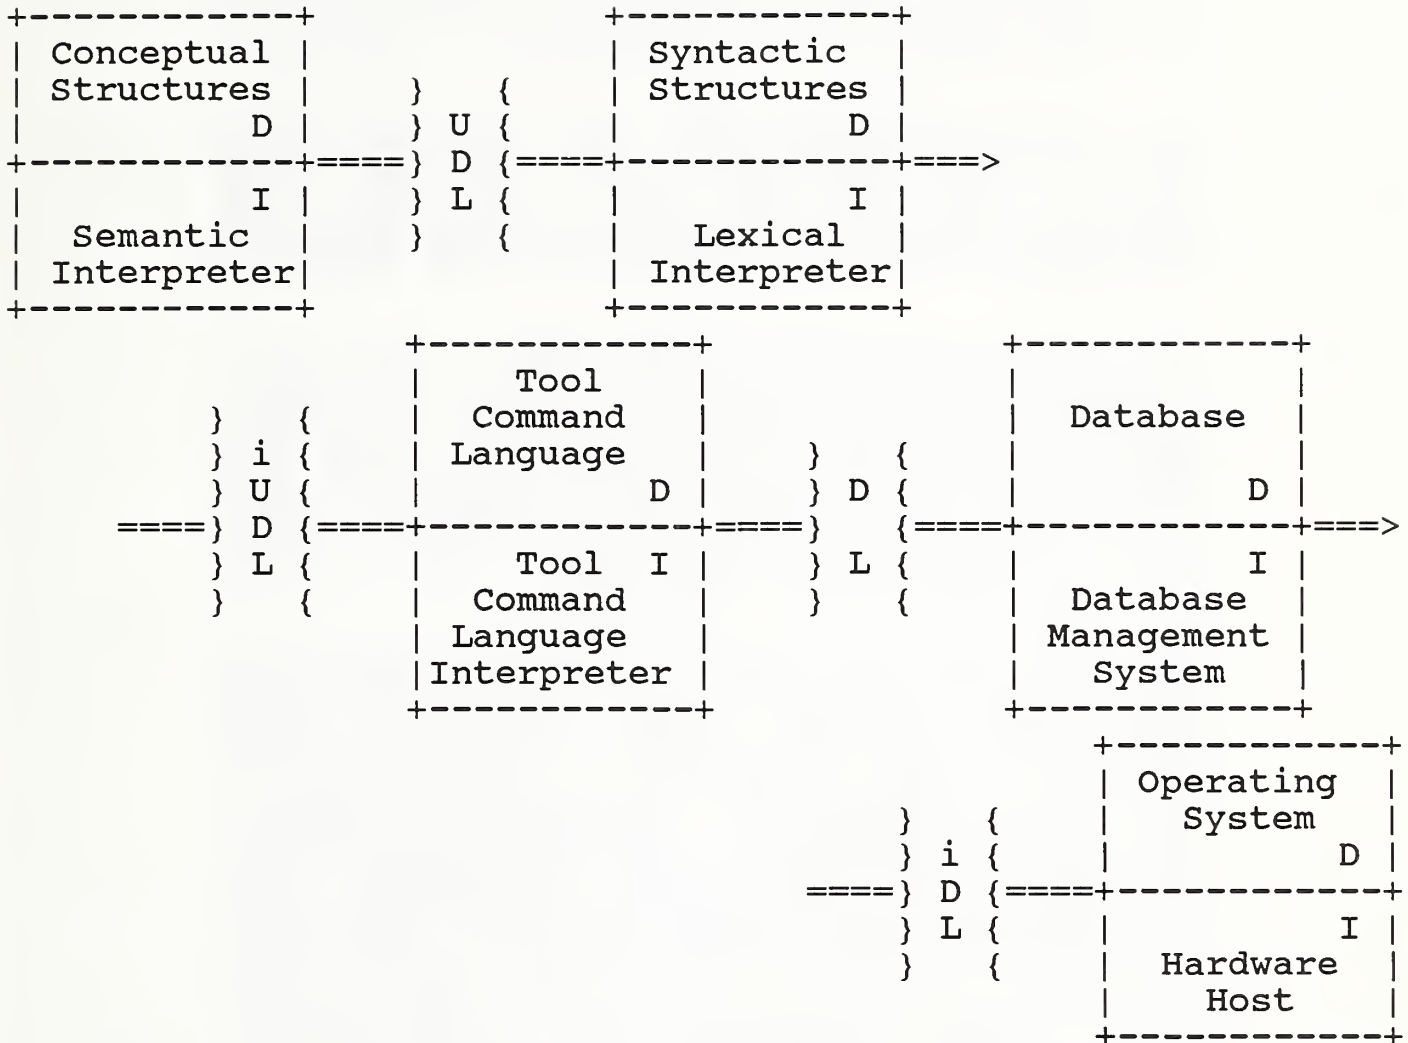 +-------------+             +-------------+
|  Conceptual |             |  Syntactic  |
|  Structures |    }   {    |  Structures |
|           D |    } U {    |           D |
+-------------+====} D {====+-------------+===>
|           I |    } L {    |           I |
|   Semantic  |    }   {    |    Lexical  |
|  Interpreter|             |  Interpreter|
+-------------+             +-------------+
                   +-------------+             +-------------+
                   |     Tool    |             |             |
          }   {    |   Command   |             |   Database  |
          } i {    |  Language   |    }   {    |             |
          } U {    |           D |    } D {    |           D |
      ====} D {====+-------------+====}   {====+-------------+===>
          } L {    |     Tool  I |    } L {    |           I |
          }   {    |   Command   |    }   {    |   Database  |
                   |  Language   |             |  Management |
                   | Interpreter |             |    System   |
                   +-------------+             +-------------+
                                                   +-------------+
                                                   |  Operating  |
                                          }   {    |    System   |
                                          } i {    |           D |
                                      ====} D {====+-------------+
                                          } L {    |           I |
                                          }   {    |   Hardware  |
                                                   |     Host    |
                                                   +-------------+